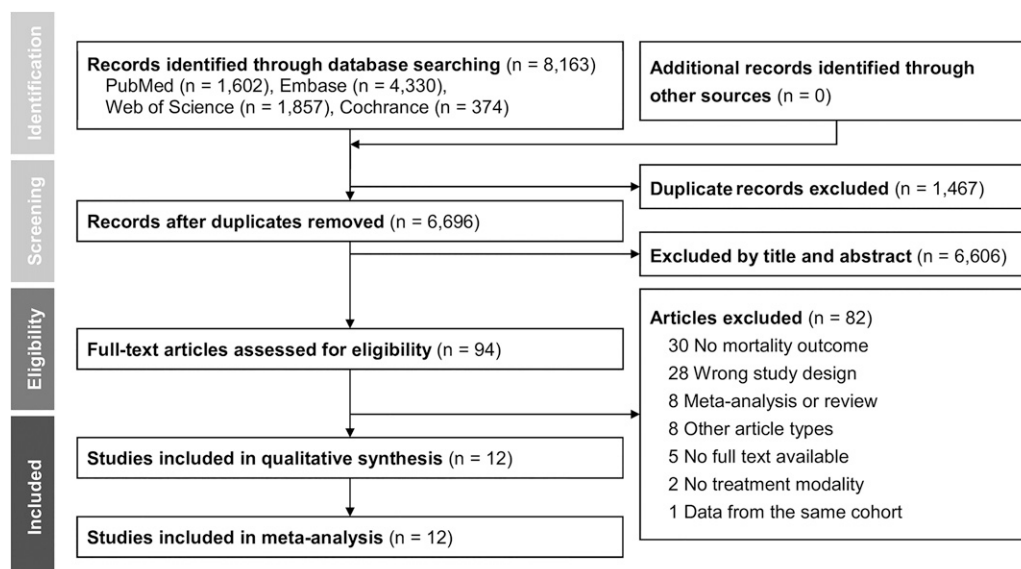 Identification
Records identified through database searching (n = 8,163)
PubMed (n = 1,602), Embase (n = 4,330),
Web of Science (n = 1,857), Cochrance (n = 374)
Additional records identified through
other sources (n = 0)
Screening
Duplicate records excluded (n = 1,467)
Records after duplicates removed (n = 6,696)
Excluded by title and abstract (n = 6,606)
Eligibility
Full-text articles assessed for eligibility (n = 94)
Articles excluded (n = 82)
30 No mortality outcome
28 Wrong study design
8 Meta-analysis or review
8 Other article types
5 No full text available
2 No treatment modality
1 Data from the same cohort
Included
Studies included in qualitative synthesis (n = 12)
Studies included in meta-analysis (n = 12)